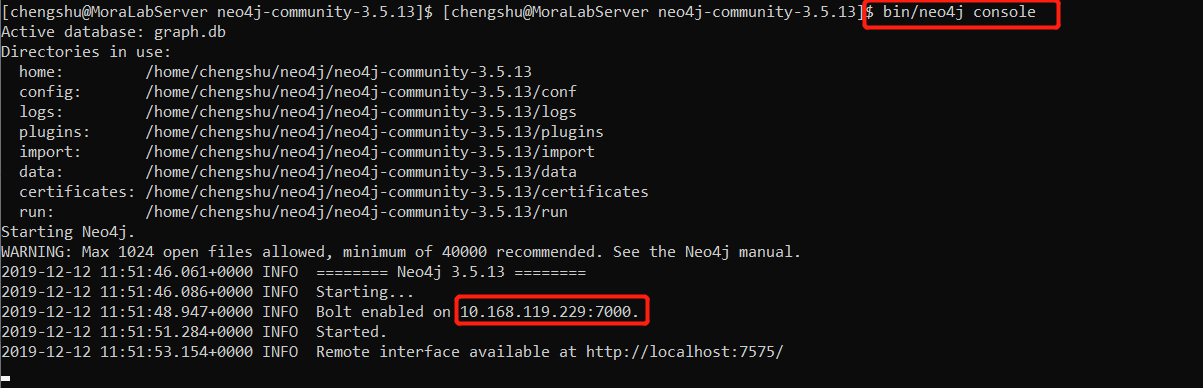 [chengshu@MoraLabServer neo4j-community-3.5.13]$ [chengshu@MoraLabServer neo4j-community-3.5.13]$ bin/neo4j console
Active database: graph.db
Directories in use:
  home:         /home/chengshu/neo4j/neo4j-community-3.5.13
  config:       /home/chengshu/neo4j/neo4j-community-3.5.13/conf
  logs:         /home/chengshu/neo4j/neo4j-community-3.5.13/logs
  plugins:      /home/chengshu/neo4j/neo4j-community-3.5.13/plugins
  import:       /home/chengshu/neo4j/neo4j-community-3.5.13/import
  data:         /home/chengshu/neo4j/neo4j-community-3.5.13/data
  certificates: /home/chengshu/neo4j/neo4j-community-3.5.13/certificates
  run:          /home/chengshu/neo4j/neo4j-community-3.5.13/run
Starting Neo4j.
WARNING: Max 1024 open files allowed, minimum of 40000 recommended. See the Neo4j manual.
2019-12-12 11:51:46.061+0000 INFO  ======== Neo4j 3.5.13 ========
2019-12-12 11:51:46.086+0000 INFO  Starting...
2019-12-12 11:51:48.947+0000 INFO  Bolt enabled on 10.168.119.229:7000.
2019-12-12 11:51:51.284+0000 INFO  Started.
2019-12-12 11:51:53.154+0000 INFO  Remote interface available at http://localhost:7575/